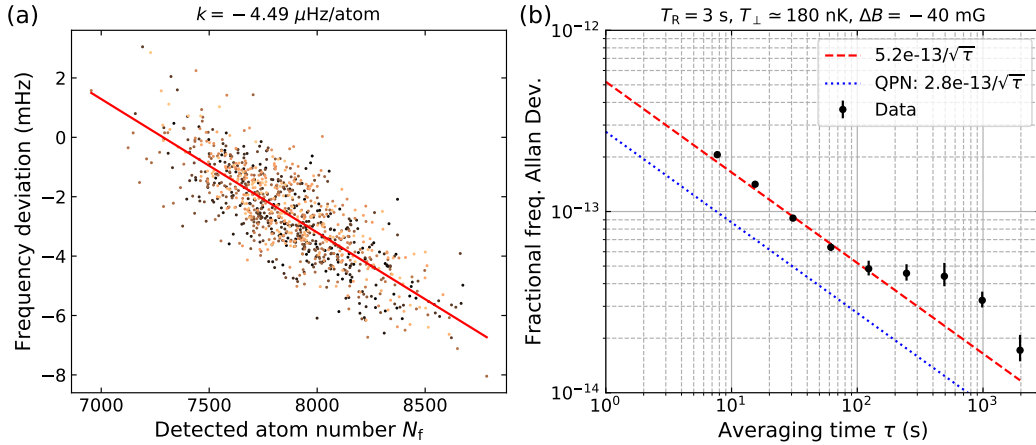 (a)
k = −4.49 μHz/atom
Frequency deviation (mHz)
2
0
−2
−4
−6
−8
7000 7500 8000 8500
Detected atom number N_f
(b)
T_R = 3 s, T_⊥ ≃ 180 nK, ΔB = −40 mG
Fractional freq. Allan Dev.
10^−12
10^−13
10^−14
5.2e-13/√τ
QPN: 2.8e-13/√τ
Data
10^0 10^1 10^2 10^3
Averaging time τ (s)